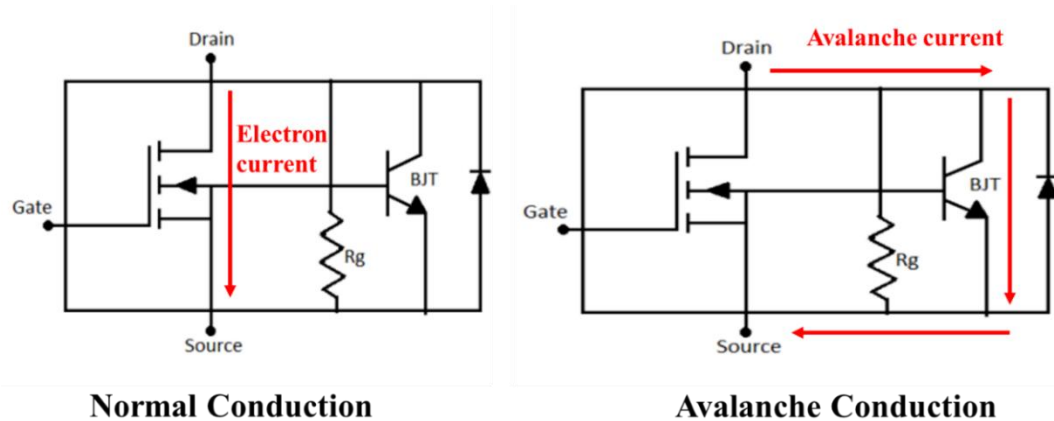 Drain
Electron
current
BJT
Gate
Rg
Source
Normal Conduction
Avalanche current
Drain
BJT
Gate
Rg
Source
Avalanche Conduction